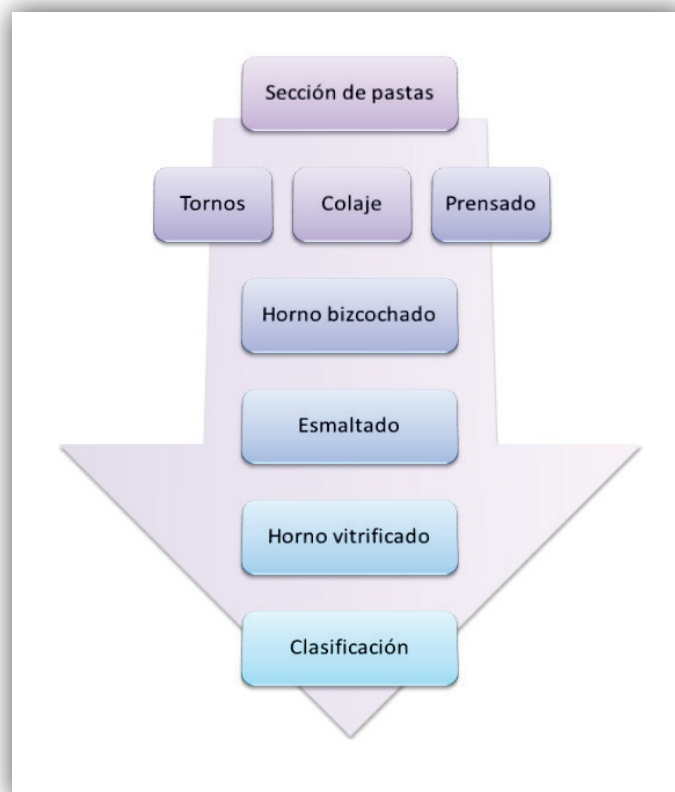 Sección de pastas
Tornos Colaje Prensado
Horno bizcochado
Esmaltado
Horno vitrificado
Clasificación